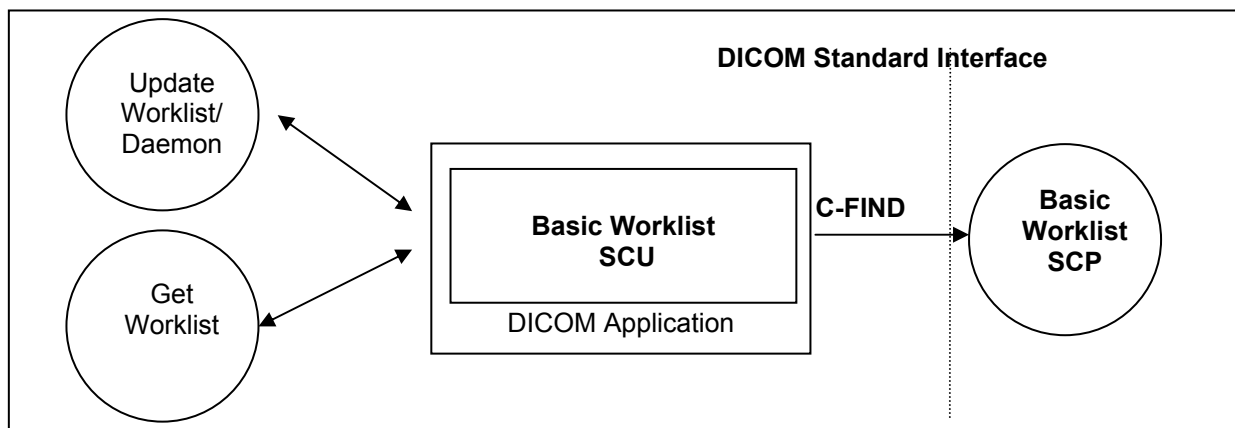 Update
Worklist/
Daemon
DICOM Standard Interface
Basic Worklist
SCU
C-FIND
Basic
Worklist
SCP
Get
Worklist
DICOM Application